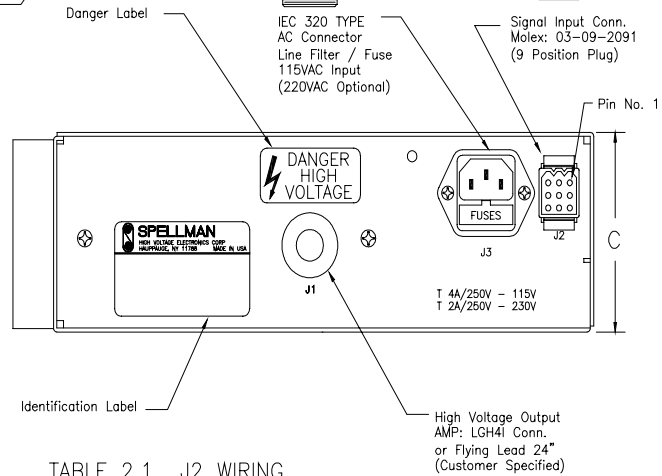 Danger Label
IEC 320 TYPE
AC Connector
Line Filter / Fuse
115VAC Input
(220VAC Optional)
Signal Input Conn.
Molex: 03-09-2091
(9 Position Plug)
Pin No. 1
DANGER
HIGH
VOLTAGE
SPELLMAN
HIGH VOLTAGE ELECTRONICS CORP
HAUPPAUGE, NY 11788 MADE IN USA
FUSES
J2
J3
J1
C
T 4A/250V - 115V
T 2A/250V - 230V
Identification Label
High Voltage Output
AMP: LGH4I Conn.
or Flying Lead 24"
(Customer Specified)
TABLE 2.1 J2 WIRING